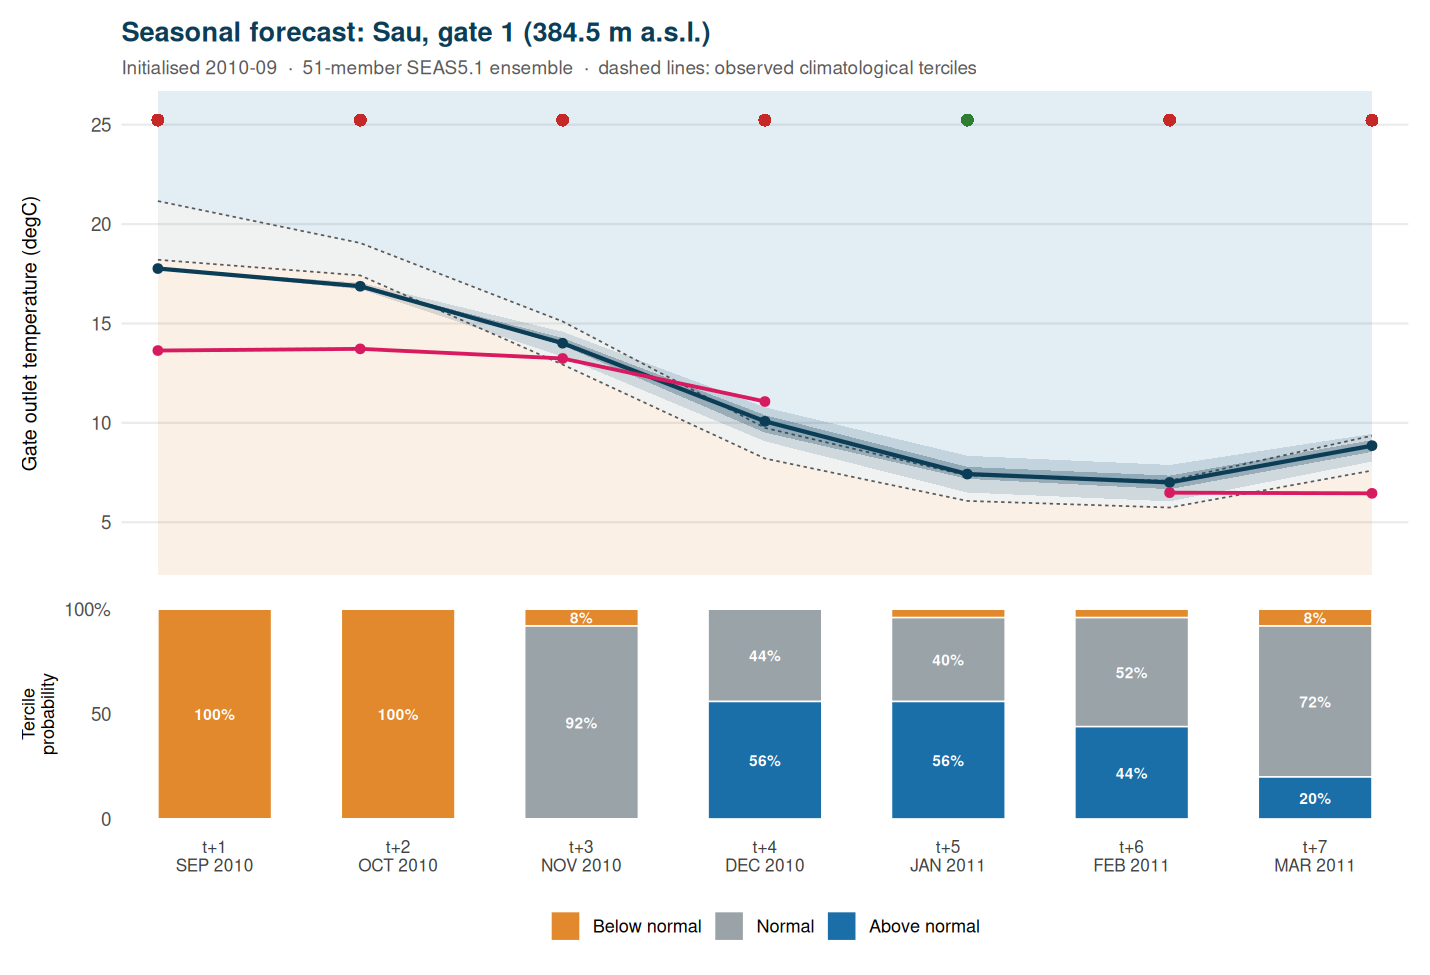 Seasonal forecast: Sau, gate 1 (384.5 m a.s.l.)
Initialised 2010-09 · 51-member SEAS5.1 ensemble · dashed lines: observed climatological terciles
Gate outlet temperature (degC)
25
20
15
10
5
Tercile
probability
100%
50
0
100%
100%
8%
92%
44%
56%
40%
56%
52%
44%
8%
72%
20%
t+1
SEP 2010
t+2
OCT 2010
t+3
NOV 2010
t+4
DEC 2010
t+5
JAN 2011
t+6
FEB 2011
t+7
MAR 2011
Below normal
Normal
Above normal